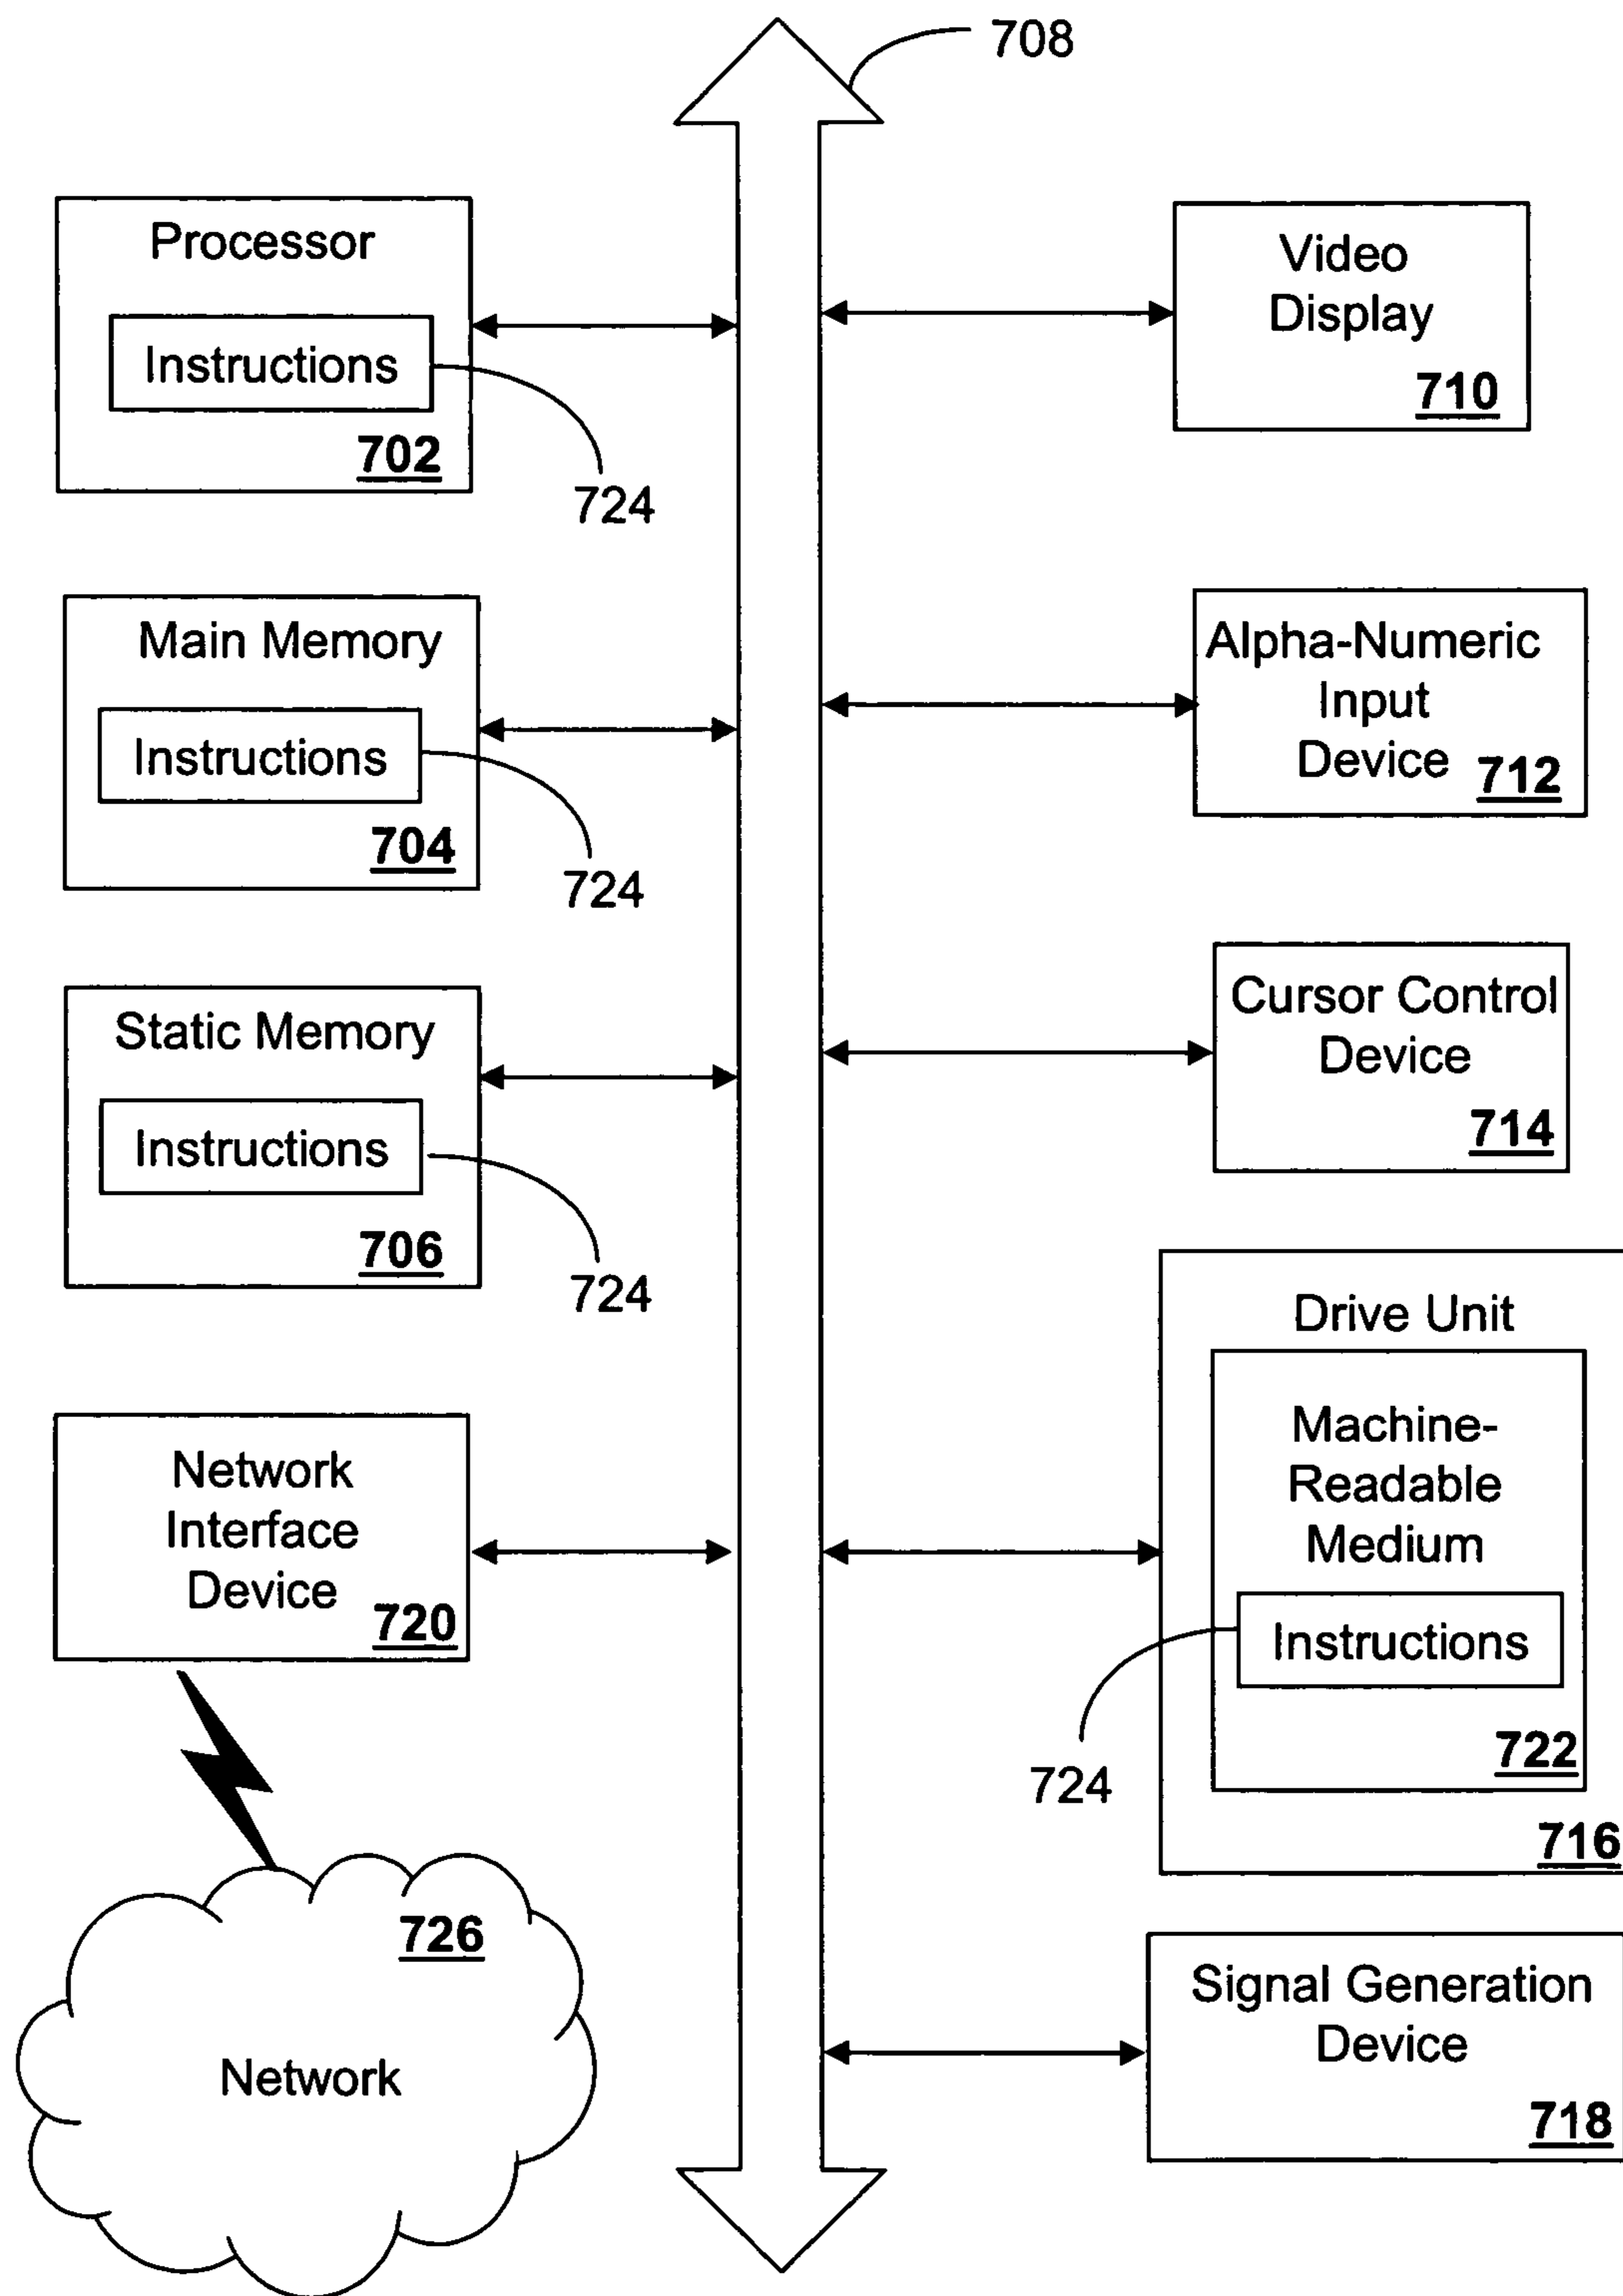 708
Processor
Instructions
702
724
Main Memory
Instructions
704
724
Static Memory
Instructions
706
724
Network
Interface
Device
720
726
Network
Video
Display
710
Alpha-Numeric
Input
Device
712
Cursor Control
Device
714
Drive Unit
Machine-
Readable
Medium
Instructions
724
722
716
Signal Generation
Device
718